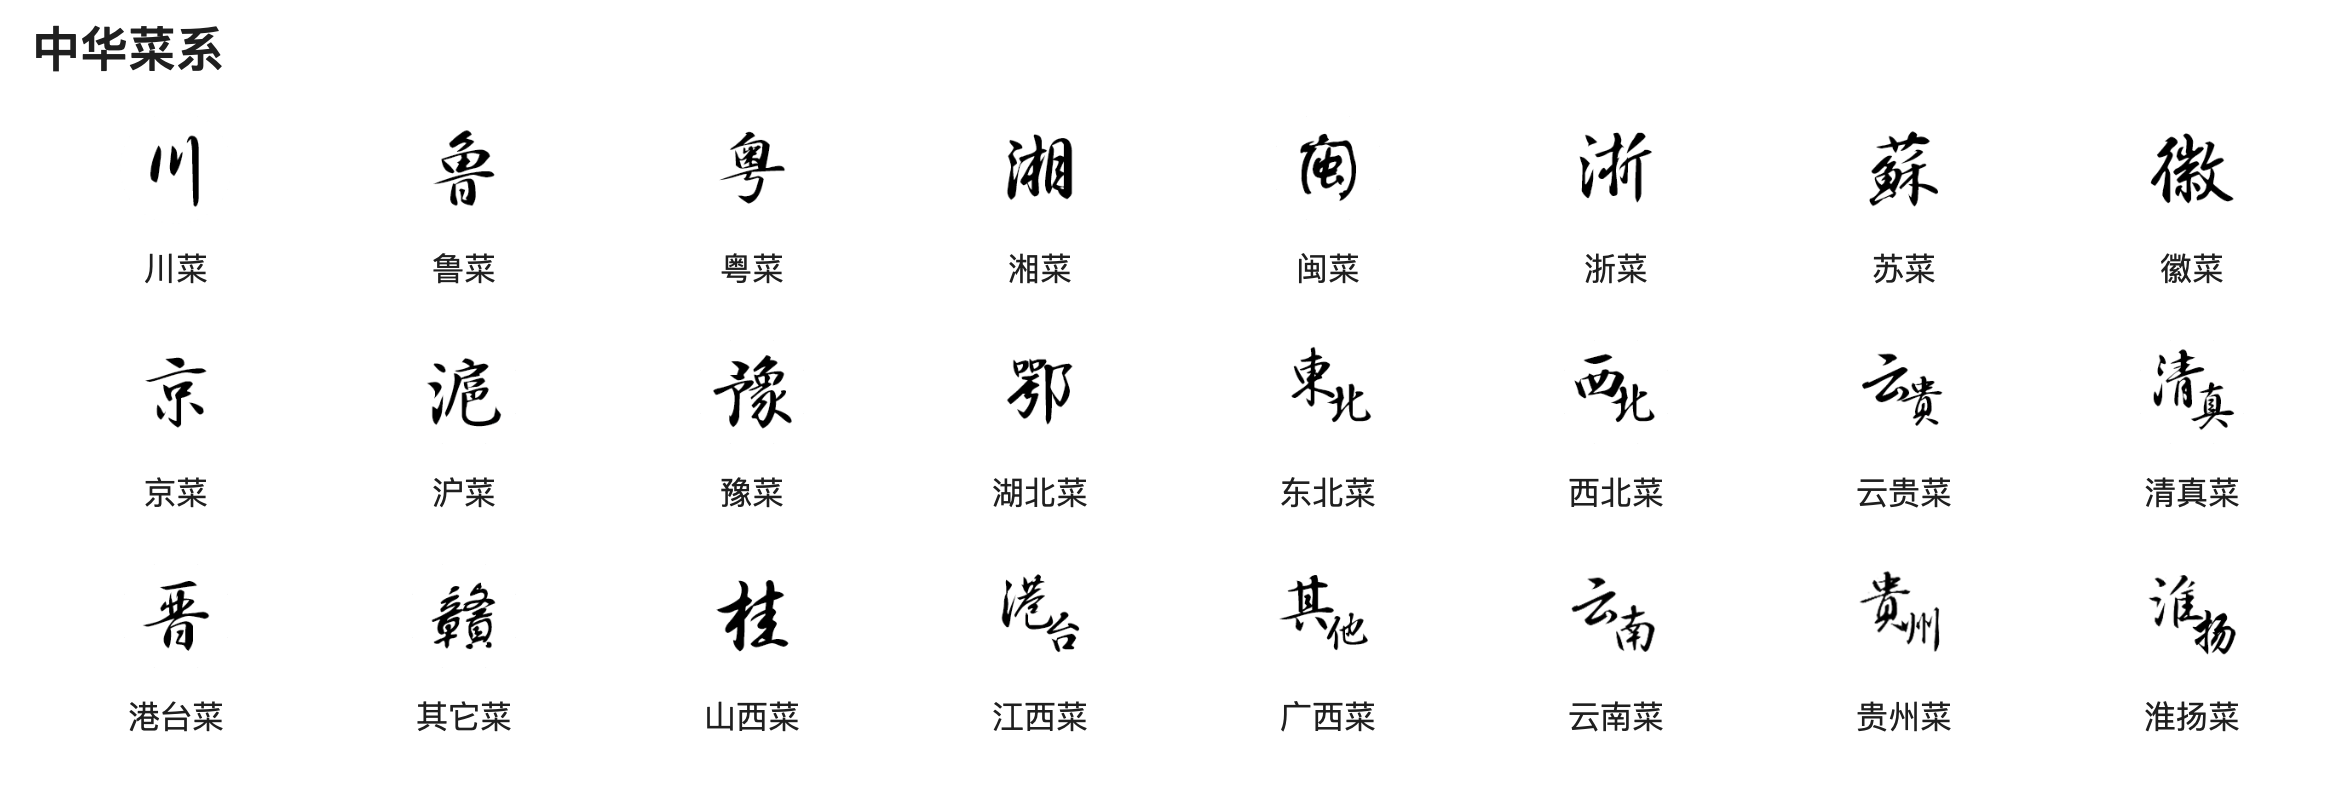 中华菜系
川 鲁 粤 湘 闽 浙 蘇 徽
川菜 鲁菜 粤菜 湘菜 闽菜 浙菜 苏菜 徽菜
京 滬 豫 鄂 東北 西北 云贵 清真
京菜 沪菜 豫菜 湖北菜 东北菜 西北菜 云贵菜 清真菜
晋 赣 桂 港台 其他 云南 貴州 淮扬
港台菜 其它菜 山西菜 江西菜 广西菜 云南菜 贵州菜 淮扬菜